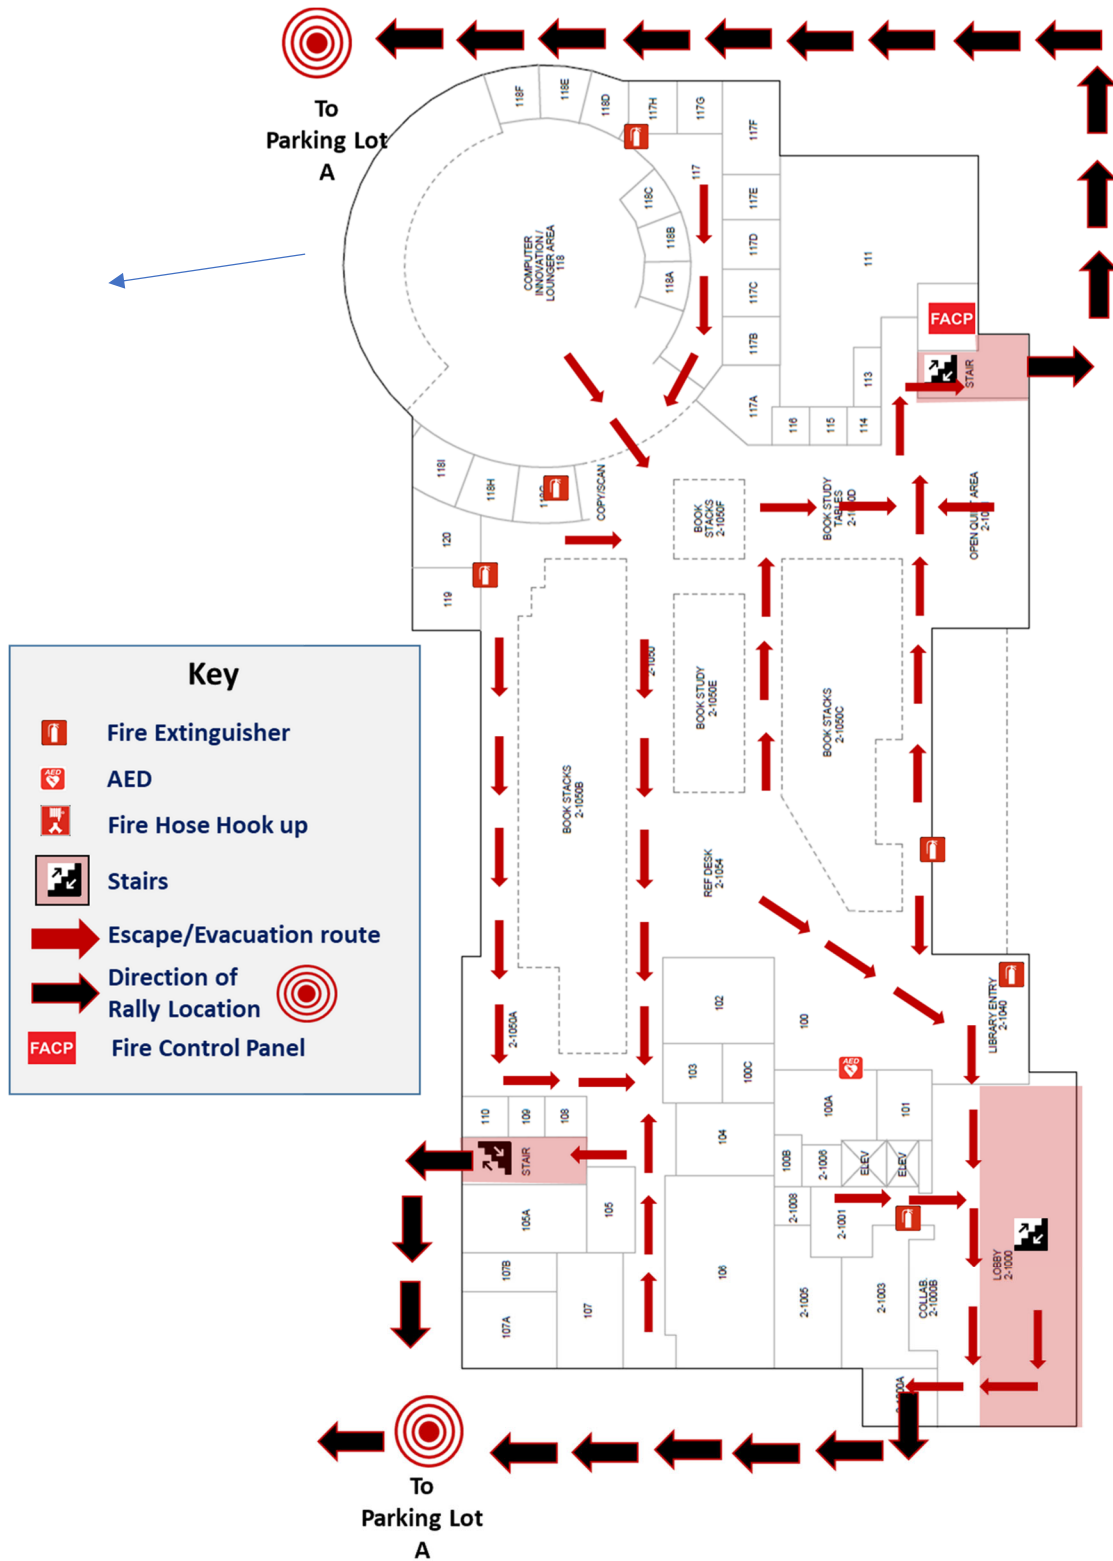 To
Parking Lot
A
118F
118E
118D
117H
117G
117F
117
118C
118B
118A
117E
117D
117C
117B
117A
COMPUTER
INNOVATION /
LOUNGER AREA
118
111
FACP
STAIR
113
116
115
114
118I
118H
COPY/SCAN
120
119
BOOK
STACKS
2-1050F
BOOK STUDY
TABLES
OPEN QUIET AREA
2-1050
BOOK STUDY
2-1050E
BOOK STACKS
2-1050C
BOOK STACKS
2-1050B
REF DESK
2-1054
Key
Fire Extinguisher
AED
AED
Fire Hose Hook up
Stairs
Escape/Evacuation route
Direction of
Rally Location
FACP
Fire Control Panel
2-1050A
102
100
LIBRARY ENTRY
2-1040
103
100C
AED
100A
101
110
109
108
104
100B
2-1006
ELEV
ELEV
STAIR
105A
105
2-1008
2-1001
106
107B
107A
107
2-1005
2-1003
COLLAB.
2-1000B
LOBBY
2-1000
To
Parking Lot
A